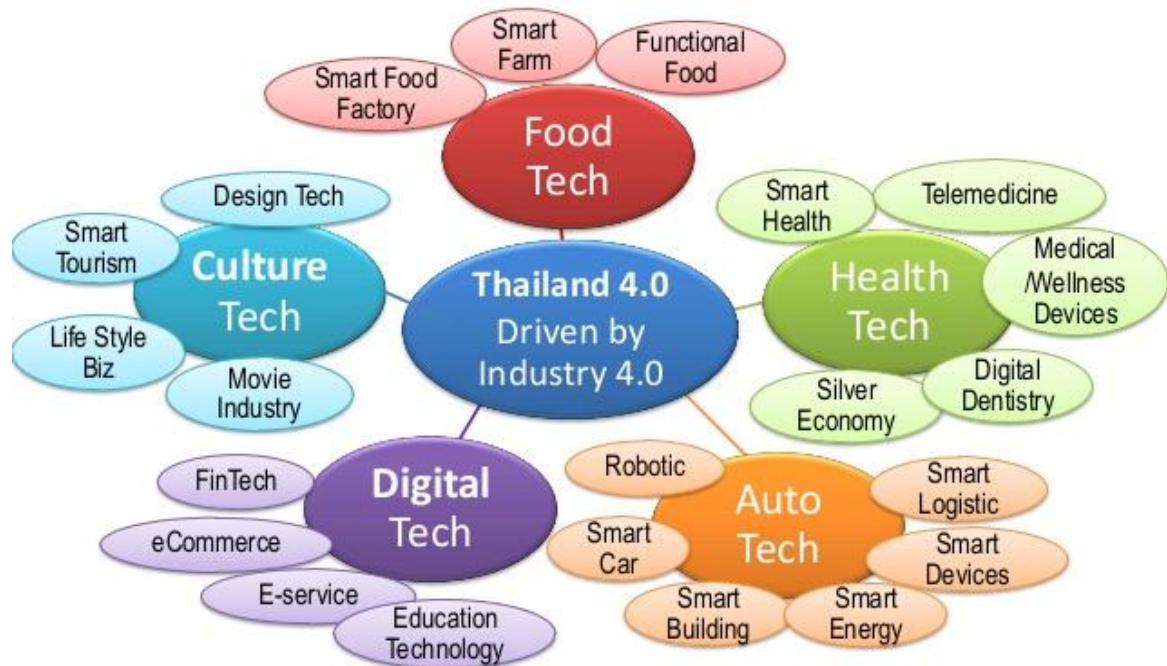 Smart
Farm
Functional
Food
Smart Food
Factory
Food
Tech
Design Tech
Smart
Tourism
Culture
Tech
Life Style
Biz
Movie
Industry
Thailand 4.0
Driven by
Industry 4.0
Smart
Health
Telemedicine
Health
Tech
Medical
/Wellness
Devices
Silver
Economy
Digital
Dentistry
FinTech
Digital
Tech
eCommerce
E-service
Education
Technology
Robotic
Auto
Tech
Smart
Logistic
Smart
Car
Smart
Devices
Smart
Building
Smart
Energy